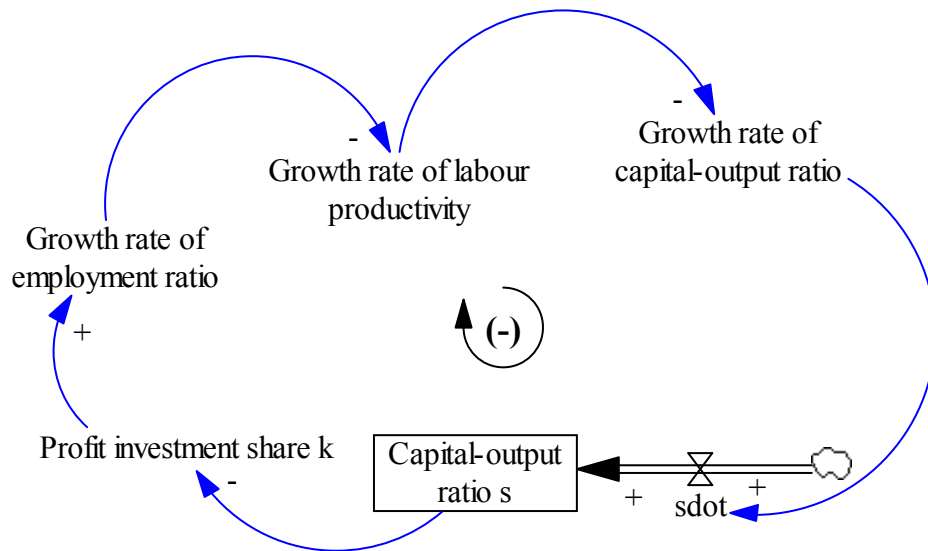 -
Growth rate of labour
productivity
-
Growth rate of
capital-output ratio
Growth rate of
employment ratio
+
(-)
Profit investment share k
-
Capital-output
ratio s
+
+
sdot